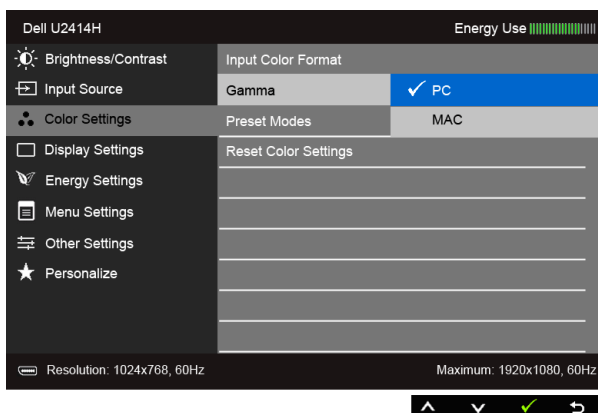 Dell U2414H Energy Use
Brightness/Contrast Input Color Format
Input Source Gamma PC
Color Settings Preset Modes MAC
Display Settings Reset Color Settings
Energy Settings
Menu Settings
Other Settings
Personalize
Resolution: 1024x768, 60Hz Maximum: 1920x1080, 60Hz